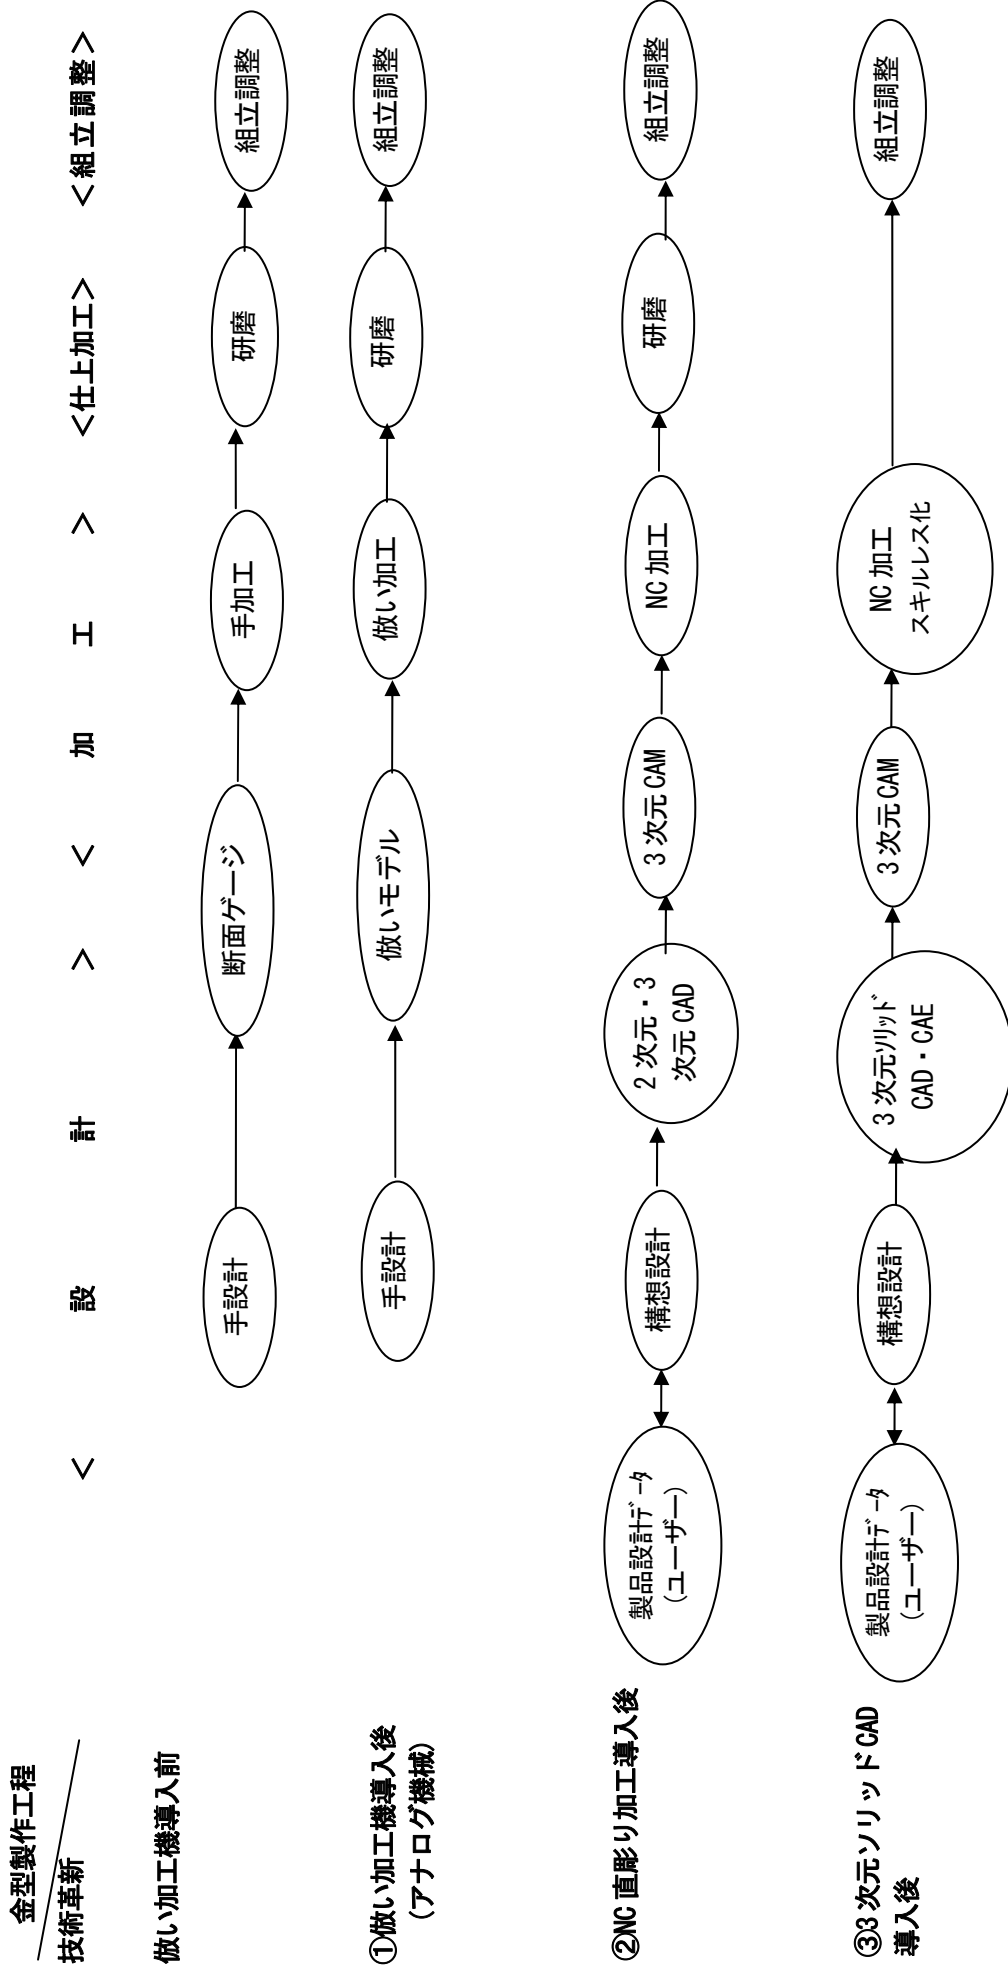 金型製作工程
技術革新
＜設計＞＜加工＞＜仕上加工＞＜組立調整＞
倣い加工機導入前
手設計
断面ゲージ
手加工
研磨
組立調整
①倣い加工機導入後
(アナログ機械)
手設計
倣いモデル
倣い加工
研磨
組立調整
②NC直彫り加工導入後
製品設計ﾃﾞｰﾀ
(ユーザー)
構想設計
2次元・3
次元CAD
3次元CAM
NC加工
研磨
組立調整
③3次元ソリッドCAD
導入後
製品設計ﾃﾞｰﾀ
(ユーザー)
構想設計
3次元ｿﾘｯﾄﾞ
CAD・CAE
3次元CAM
NC加工
スキルレス化
組立調整